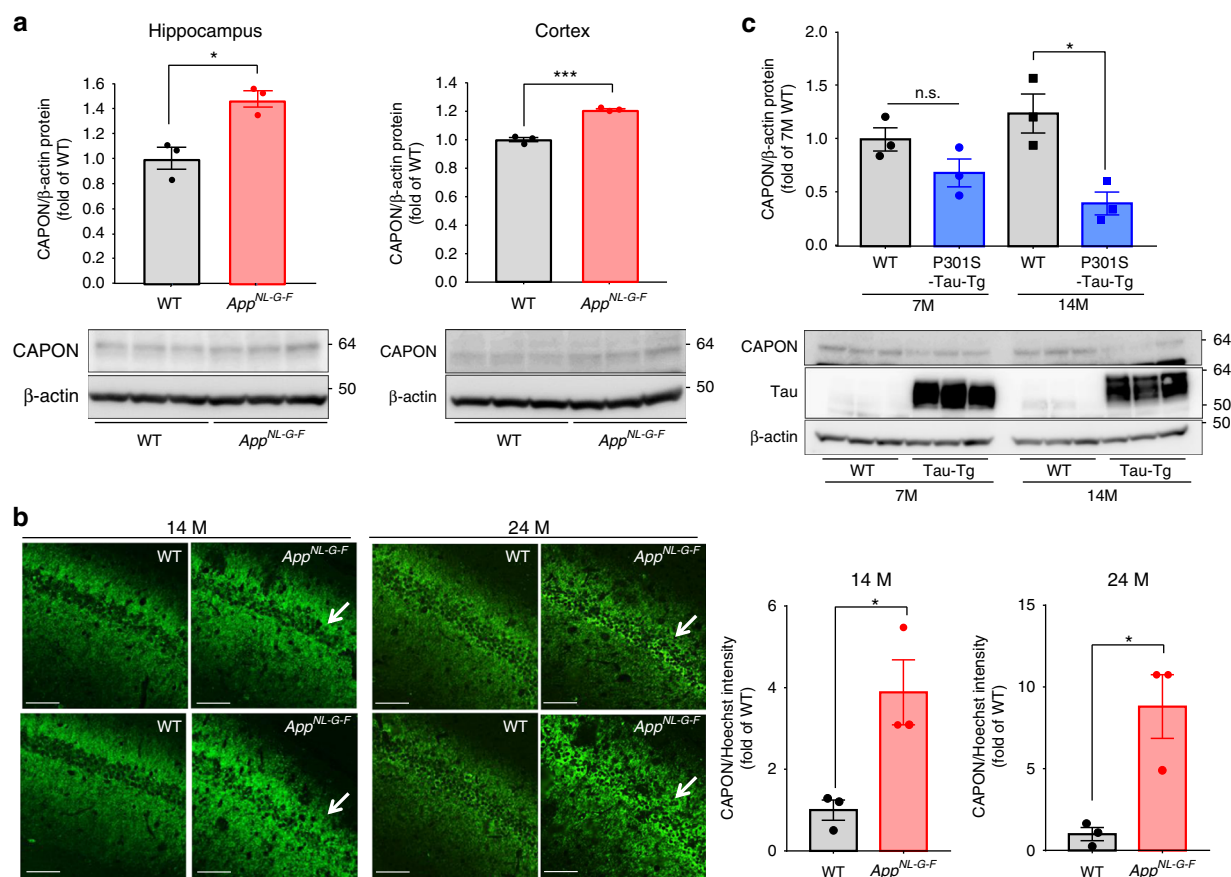 a
Hippocampus
CAPON/β-actin protein
(fold of WT)
1.6
1.4
1.2
1.0
0.8
0.6
0.4
0.2
0.0
*
WT
App^NL-G-F
Cortex
CAPON/β-actin protein
(fold of WT)
1.4
1.2
1.0
0.8
0.6
0.4
0.2
0.0
***
WT
App^NL-G-F
CAPON
64
β-actin
50
WT
App^NL-G-F
CAPON
64
β-actin
50
WT
App^NL-G-F
c
CAPON/β-actin protein
(fold of 7M WT)
2.0
1.5
1.0
0.5
0.0
n.s.
*
WT
P301S
-Tau-Tg
WT
P301S
-Tau-Tg
7M
14M
CAPON
64
Tau
64
50
β-actin
50
WT
Tau-Tg
WT
Tau-Tg
7M
14M
b
14 M
24 M
WT
App^NL-G-F
WT
App^NL-G-F
WT
App^NL-G-F
WT
App^NL-G-F
14 M
CAPON/Hoechst intensity
(fold of WT)
6
4
2
0
*
WT
App^NL-G-F
24 M
CAPON/Hoechst intensity
(fold of WT)
15
10
5
0
*
WT
App^NL-G-F